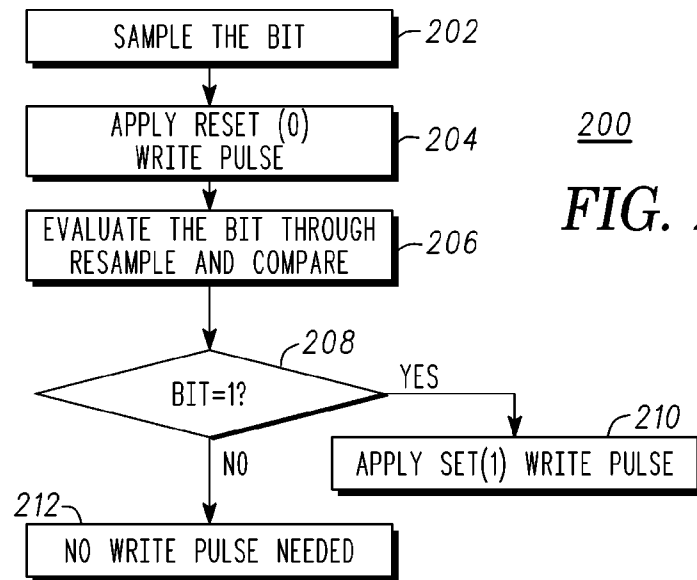 SAMPLE THE BIT
202
APPLY RESET (0)
WRITE PULSE
204
200
FIG.
EVALUATE THE BIT THROUGH
RESAMPLE AND COMPARE
206
208
BIT=1?
YES
210
APPLY SET(1) WRITE PULSE
NO
212
NO WRITE PULSE NEEDED